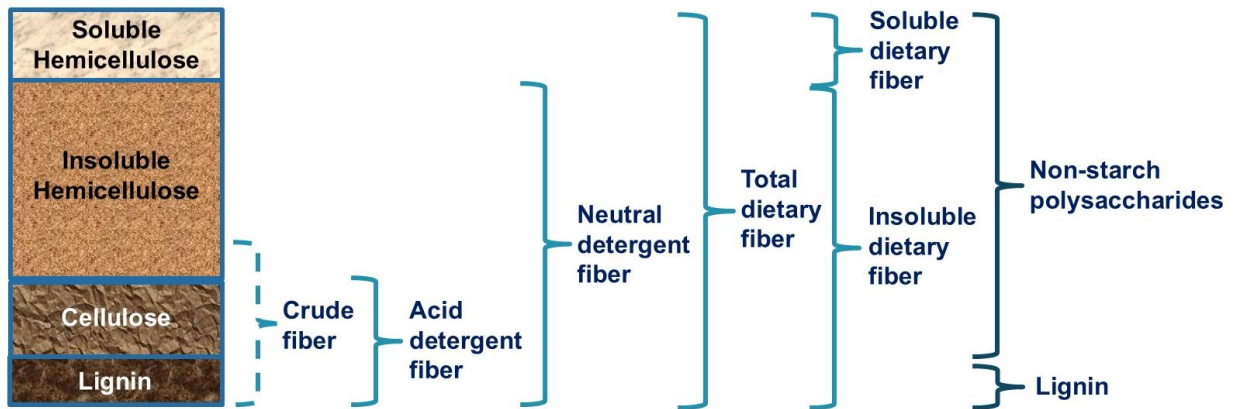 Soluble
Hemicellulose
Insoluble
Hemicellulose
Cellulose
Lignin
Crude
fiber
Acid
detergent
fiber
Neutral
detergent
fiber
Total
dietary
fiber
Soluble
dietary
fiber
Insoluble
dietary
fiber
Non-starch
polysaccharides
Lignin